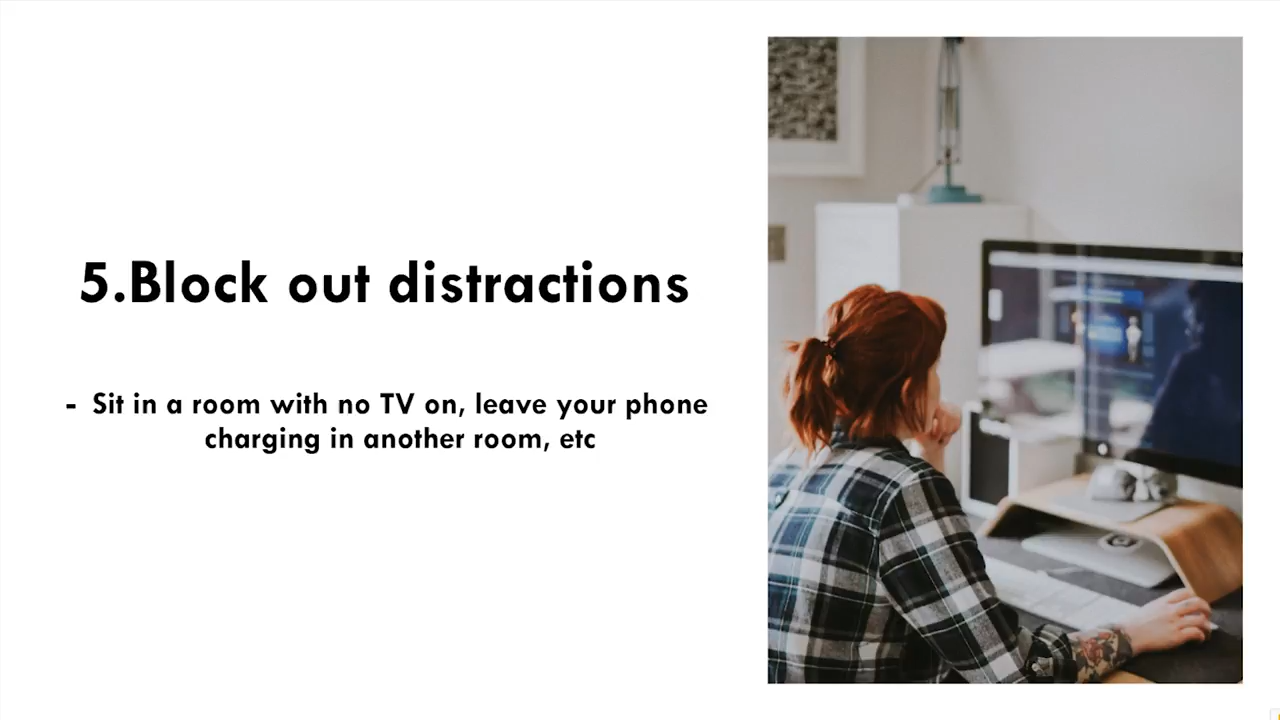 5.Block out distractions
- Sit in a room with no TV on, leave your phone
charging in another room, etc